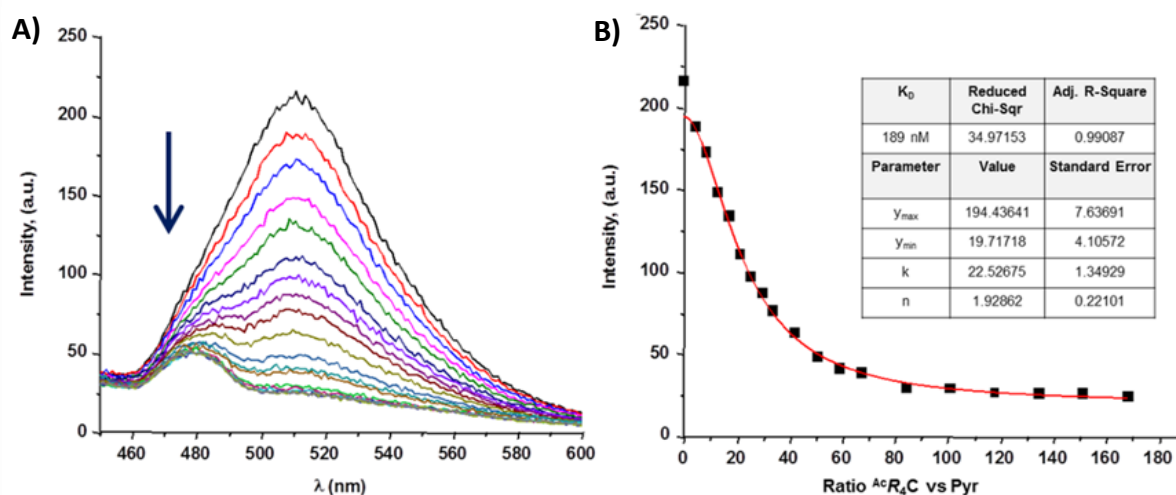 A)
250
200
150
100
50
0
Intensity, (a.u.)
460 480 500 520 540 560 580 600
λ (nm)
B)
250
200
150
100
50
0
Intensity, (a.u.)
K_D Reduced Chi-Sqr Adj. R-Square
189 nM 34.97153 0.99087
Parameter Value Standard Error
y_max 194.43641 7.63691
y_min 19.71718 4.10572
k 22.52675 1.34929
n 1.92862 0.22101
0 20 40 60 80 100 120 140 160 180
Ratio ᴬᶜR₄C vs Pyr